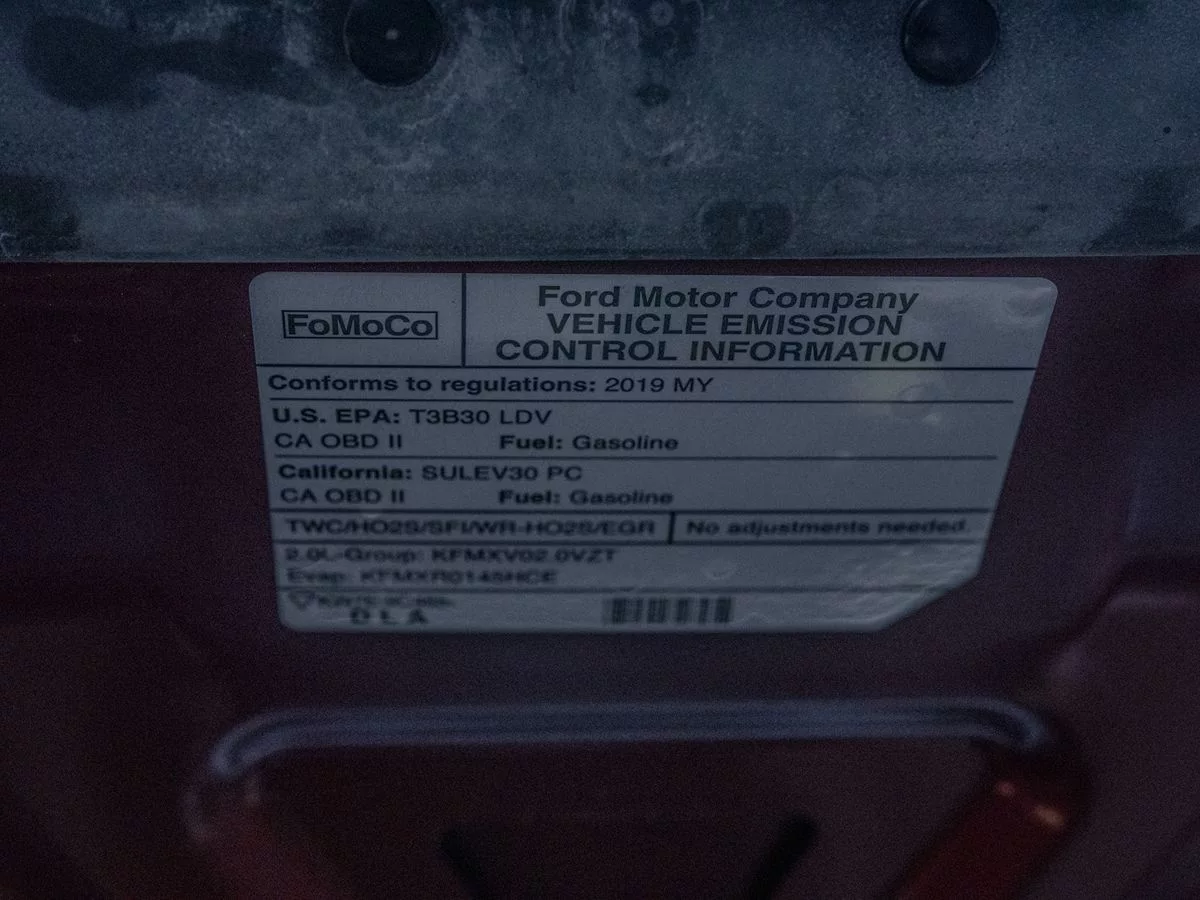 FoMoCo
Ford Motor Company
VEHICLE EMISSION
CONTROL INFORMATION
Conforms to regulations: 2019 MY
U.S. EPA: T3B30 LDV
CA OBD II Fuel: Gasoline
California: SULEV30 PC
CA OBD II Fuel: Gasoline
TWC/HO2S/SFI/WR-HO2S/EGR No adjustments needed.
2.0L-Group: KFMXV02.0VZT
Evap: KFMXR0145HCE
DLA